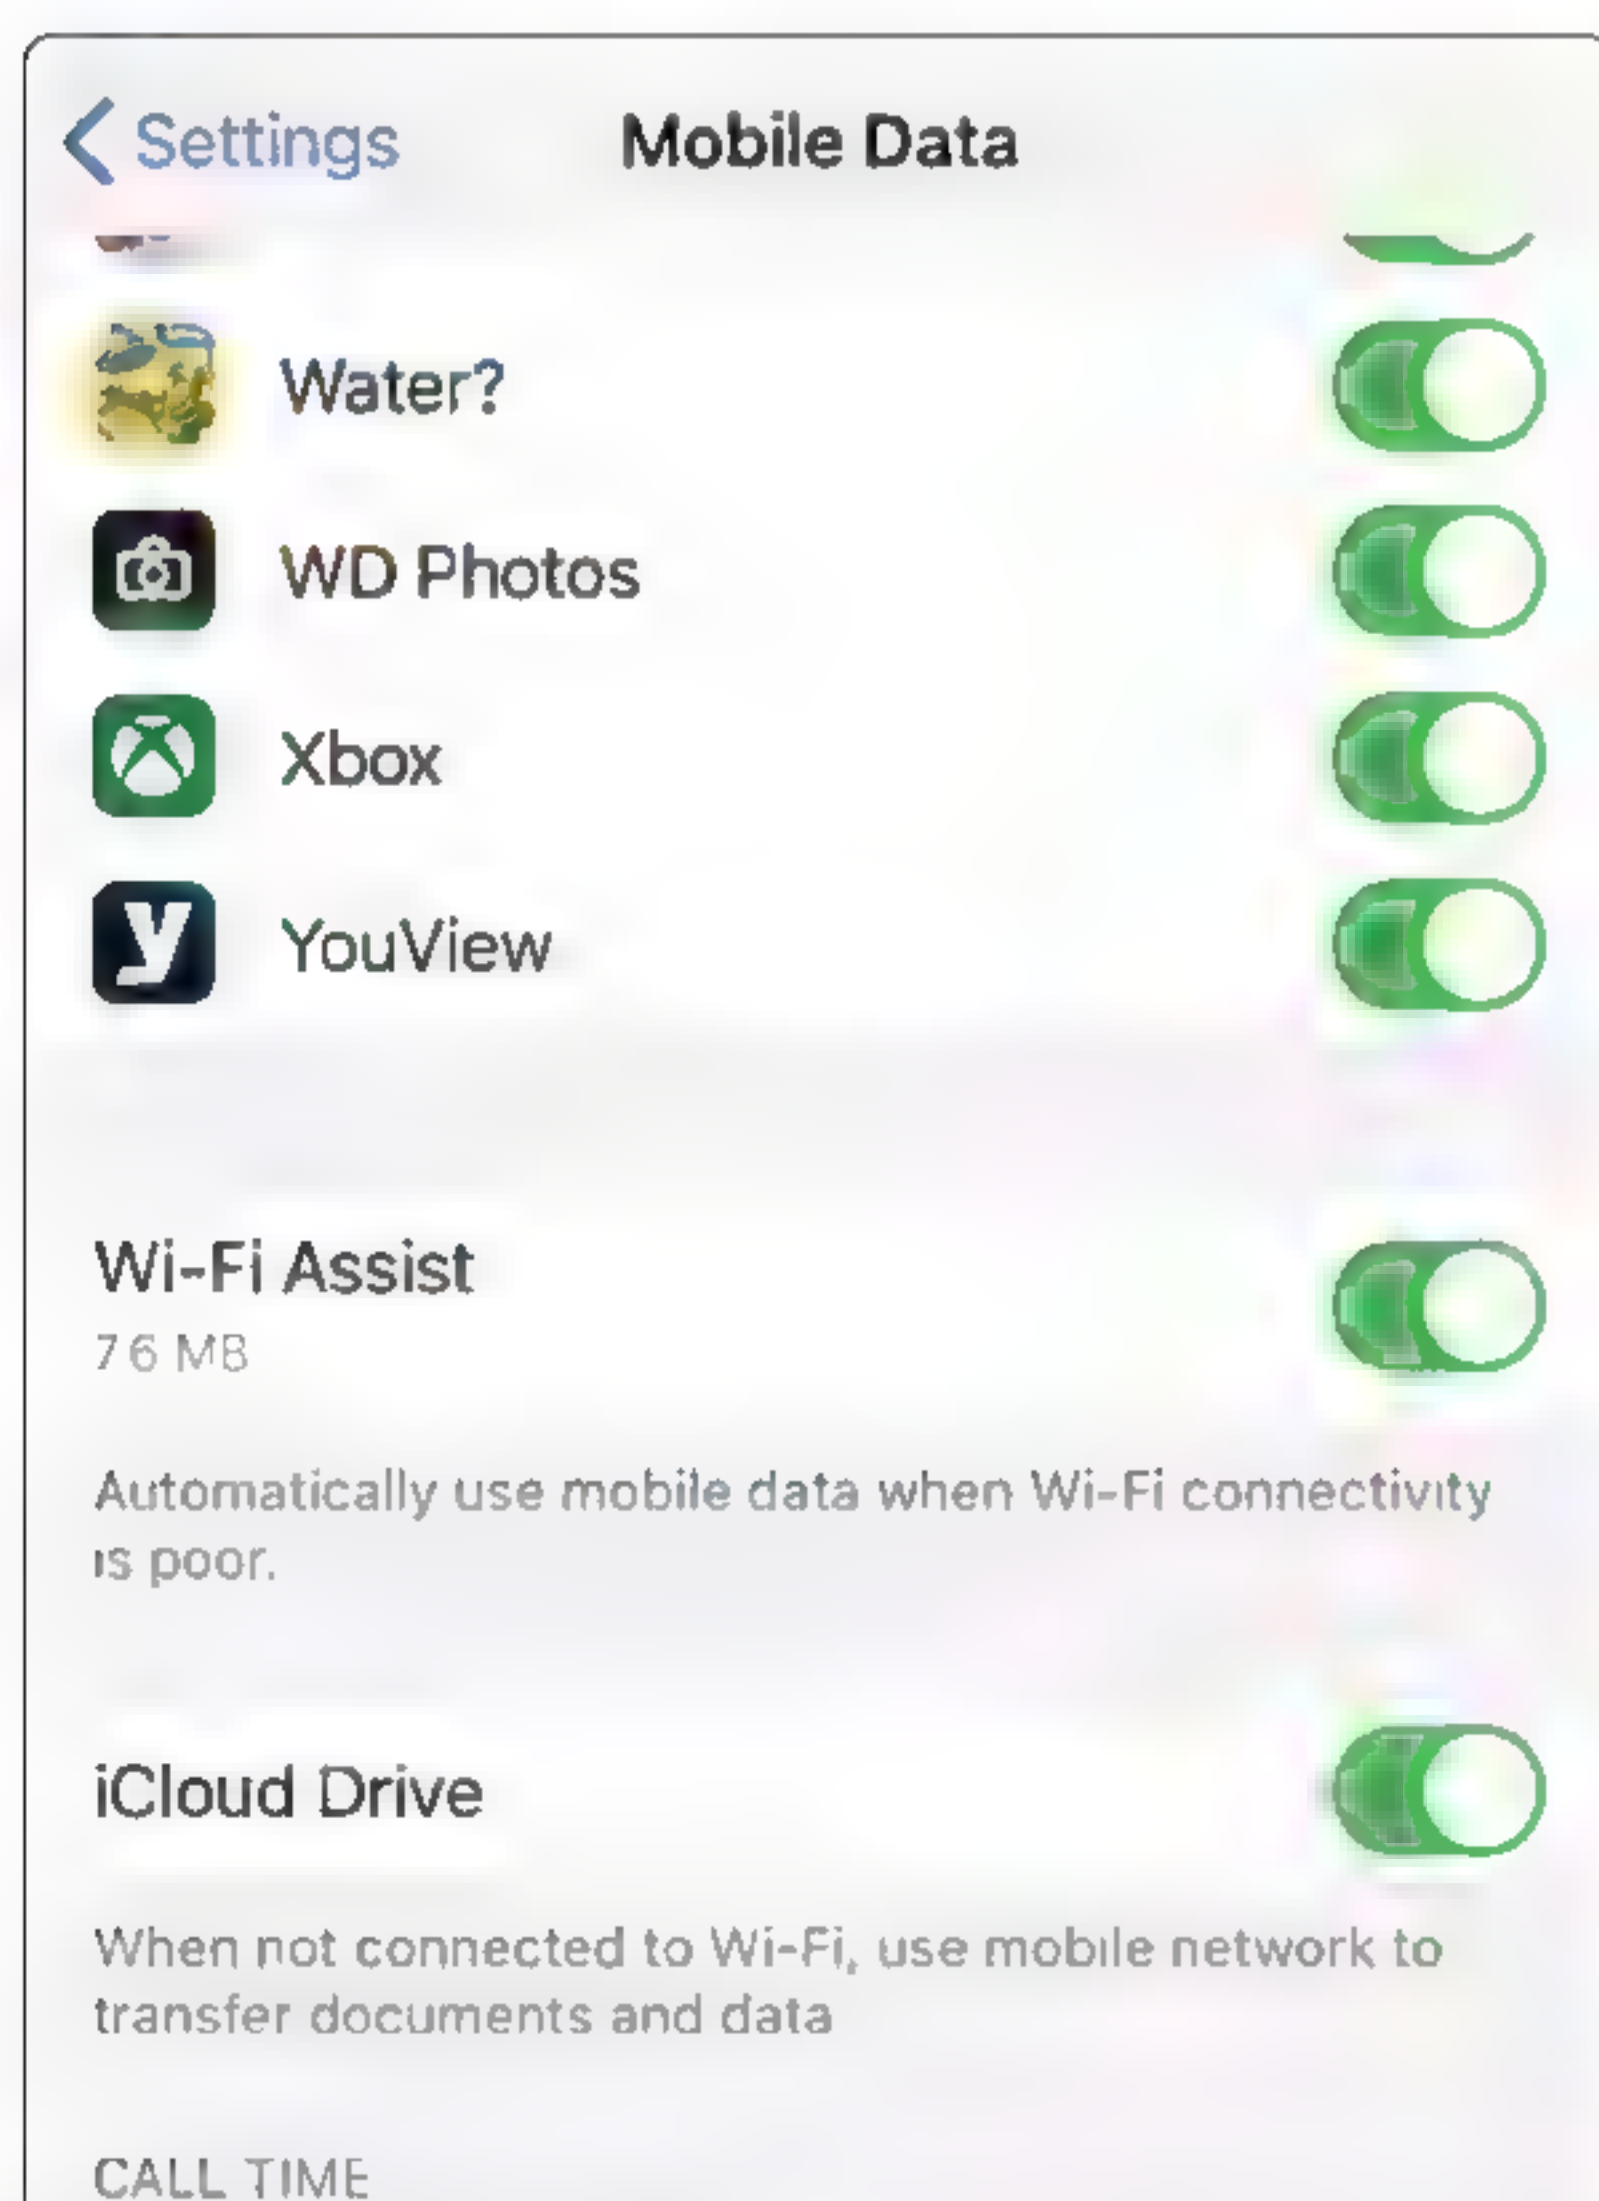 Settings
Mobile Data
Water?
WD Photos
Xbox
YouView
Wi-Fi Assist
76 MB
Automatically use mobile data when Wi-Fi connectivity
is poor.
iCloud Drive
When not connected to Wi-Fi, use mobile network to
transfer documents and data
CALL TIME